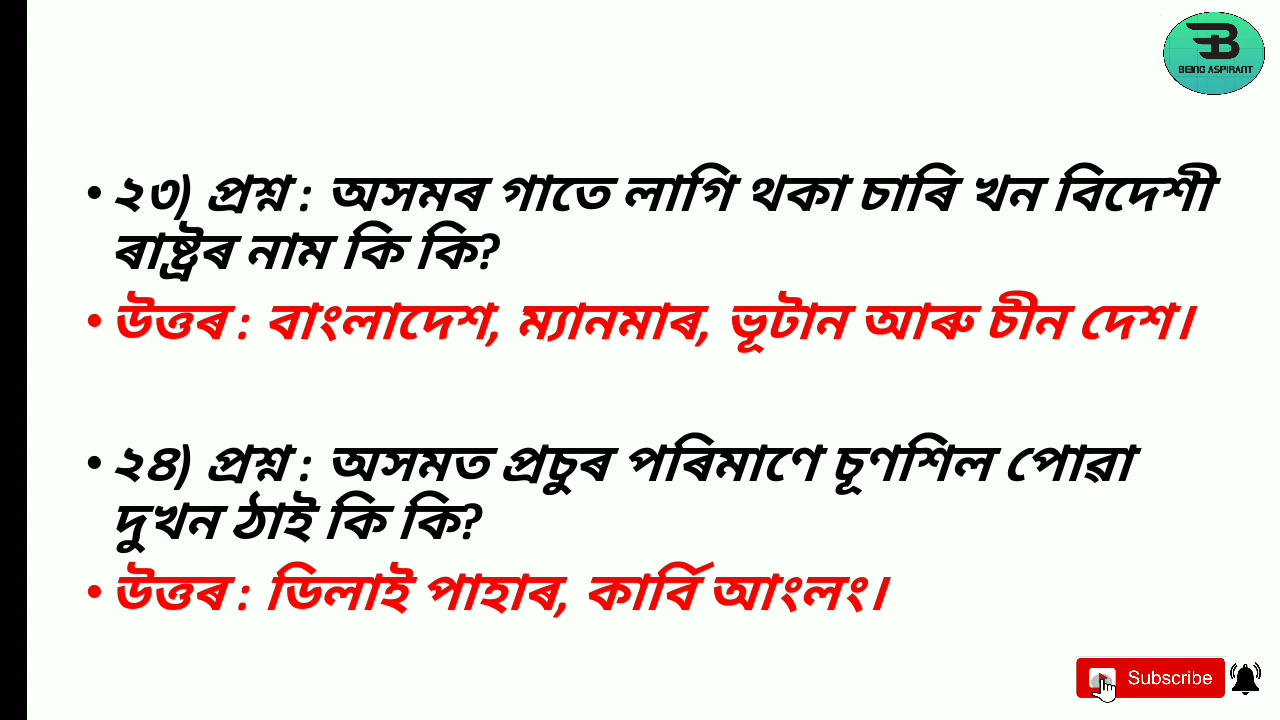 BEING ASPIRANT
• ২৩) প্ৰশ্ন : অসমৰ গাতে লাগি থকা চাৰি খন বিদেশী
ৰাষ্ট্ৰৰ নাম কি কি?
• উত্তৰ : বাংলাদেশ, ম্যানমাৰ, ভূটান আৰু চীন দেশ।
• ২৪) প্ৰশ্ন : অসমত প্ৰচুৰ পৰিমাণে চূণশিল পোৱা
দুখন ঠাই কি কি?
• উত্তৰ : ডিলাই পাহাৰ, কাৰ্বি আংলং।
Subscribe